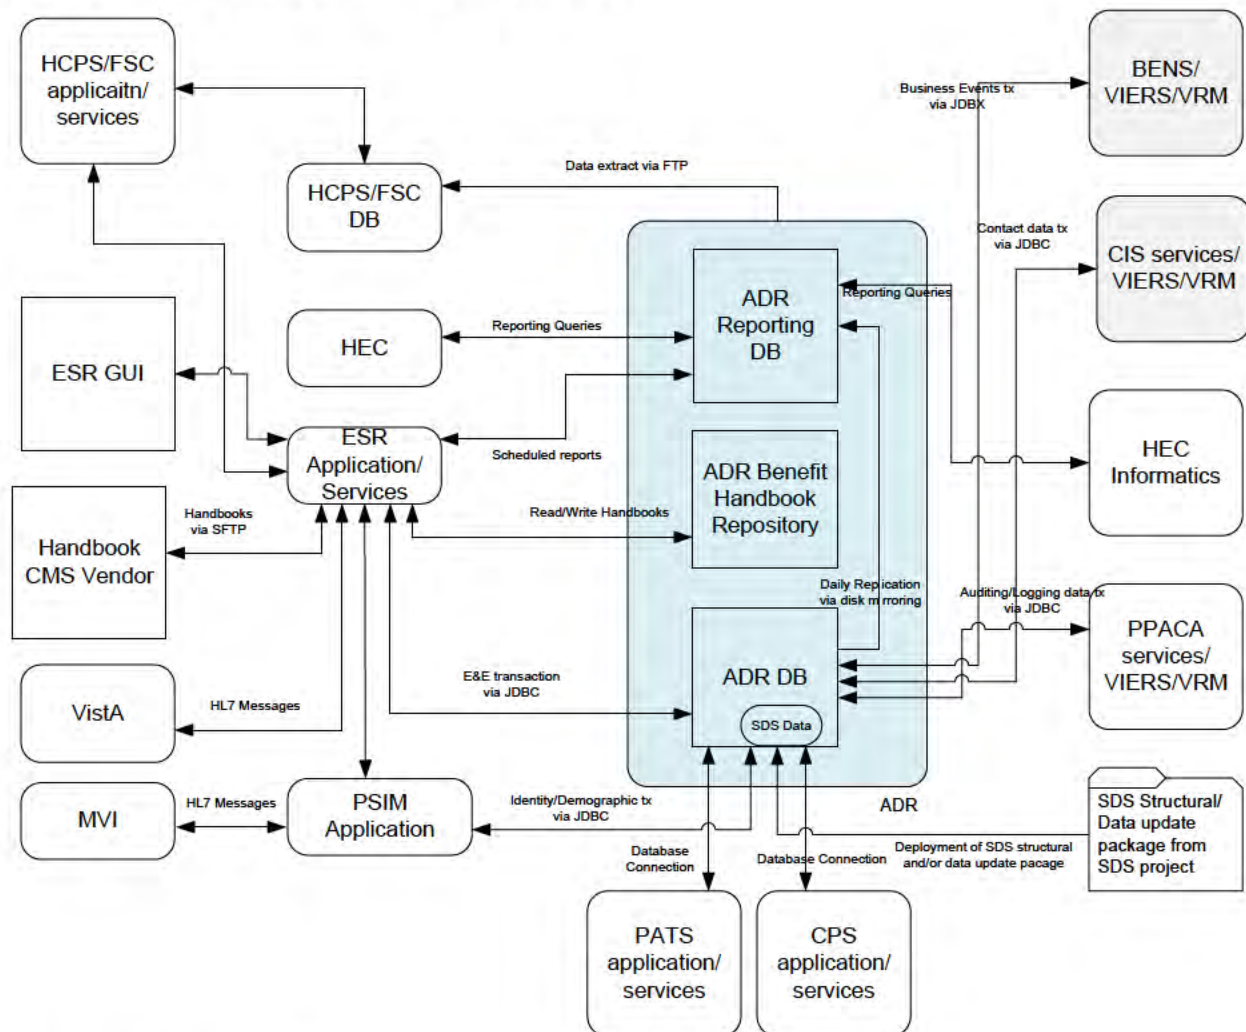 HCPS/FSC
applicaitn/
services
BENS/
VIERS/VRM
Business Events tx
via JDBX
Data extract via FTP
HCPS/FSC
DB
Contact data tx
via JDBC
CIS services/
VIERS/VRM
ADR
Reporting
DB
Reporting Queries
HEC
Reporting Queries
ESR GUI
ESR
Application/
Services
Scheduled reports
HEC
Informatics
ADR Benefit
Handbook
Repository
Handbooks
via SFTP
Read/Write Handbooks
Handbook
CMS Vendor
Daily Replication
via disk mirroring
Auditing/Logging data tx
via JDBC
PPACA
services/
VIERS/VRM
ADR DB
SDS Data
E&E transaction
via JDBC
VistA
HL7 Messages
MVI
HL7 Messages
PSIM
Application
Identity/Demographic tx
via JDBC
ADR
SDS Structural/
Data update
package from
SDS project
Database
Connection
Database Connection
Deployment of SDS structural
and/or data update pacage
PATS
application/
services
CPS
application/
services